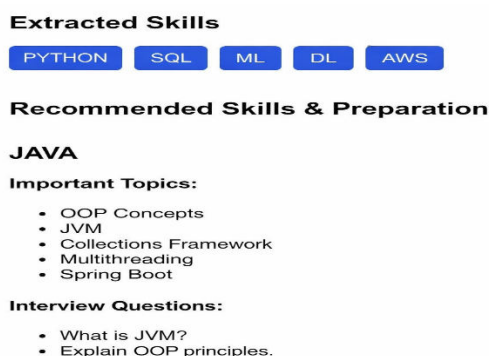 Extracted Skills
PYTHON SQL ML DL AWS
Recommended Skills & Preparation
JAVA
Important Topics:
• OOP Concepts
• JVM
• Collections Framework
• Multithreading
• Spring Boot
Interview Questions:
• What is JVM?
• Explain OOP principles.